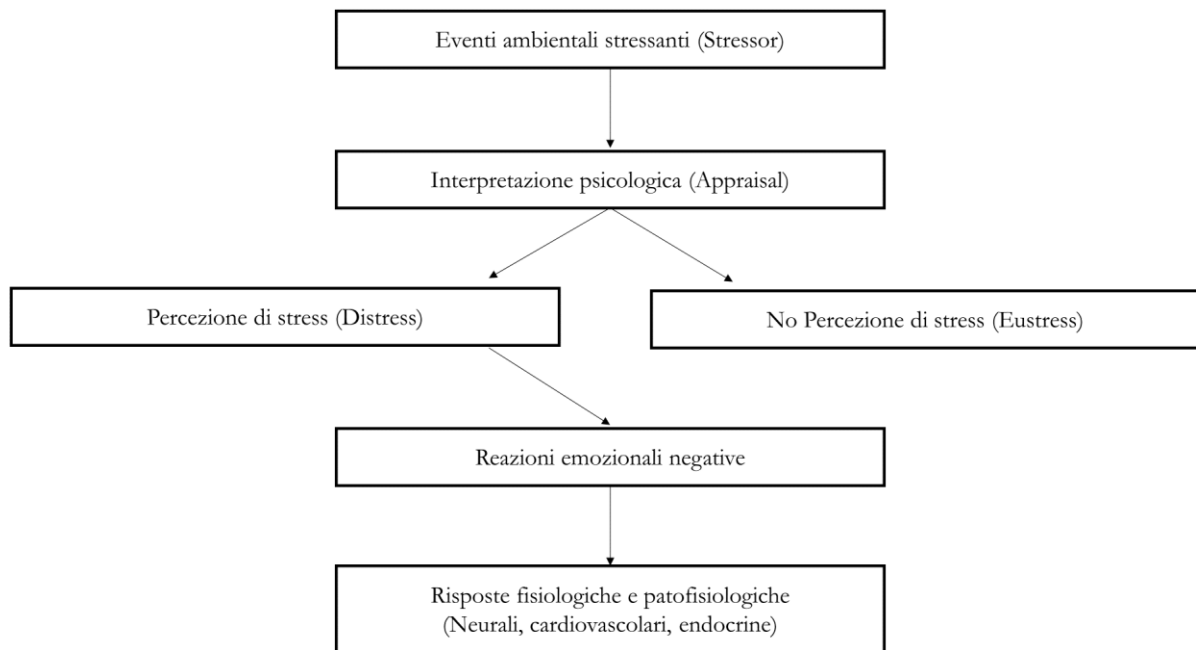 Eventi ambientali stressanti (Stressor)
Interpretazione psicologica (Appraisal)
Percezione di stress (Distress)
No Percezione di stress (Eustress)
Reazioni emozionali negative
Risposte fisiologiche e patofisiologiche
(Neurali, cardiovascolari, endocrine)